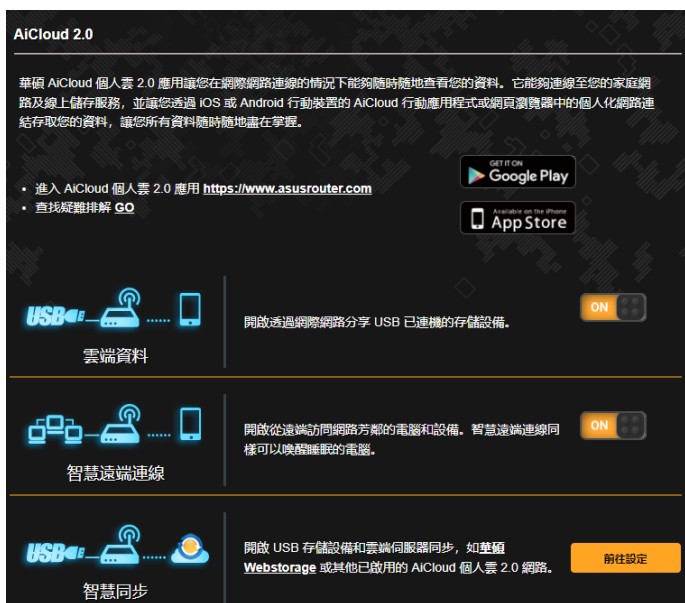 AiCloud 2.0
華碩 AiCloud 個人雲 2.0 應用讓您在網際網路連線的情況下能夠隨時隨地查看您的資料。它能夠連線至您的家庭網
路及線上儲存服務，並讓您透過 iOS 或 Android 行動裝置的 AiCloud 行動應用程式或網頁瀏覽器中的個人化網路連
結存取您的資料，讓您所有資料隨時隨地盡在掌握。
GET IT ON
Google Play
• 進入 AiCloud 個人雲 2.0 應用 https://www.asusrouter.com
• 查找疑難排解 GO
Available on the iPhone
App Store
USB
雲端資料
開啟透過網際網路分享 USB 已連機的存儲設備。
ON
智慧遠端連線
開啟從遠端訪問網路芳鄰的電腦和設備。智慧遠端連線同
樣可以喚醒睡眠的電腦。
ON
USB
智慧同步
開啟 USB 存儲設備和雲端伺服器同步，如華碩
Webstorage 或其他已啟用的 AiCloud 個人雲 2.0 網路。
前往設定